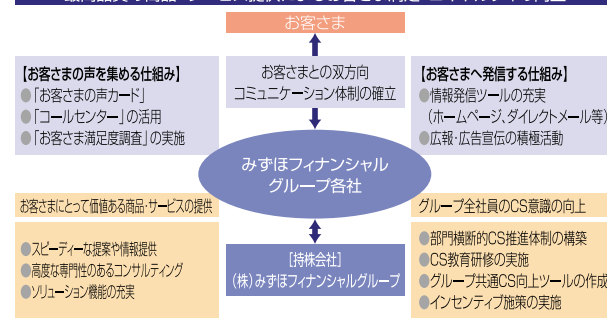 お客さま
【お客さまの声を集める仕組み】
●「お客さまの声カード」
●「コールセンター」の活用
●「お客さま満足度調査」の実施
お客さまとの双方向
コミュニケーション体制の確立
【お客さまへ発信する仕組み】
●情報発信ツールの充実
(ホームページ、ダイレクトメール等)
●広報・広告宣伝の積極活動
みずほフィナンシャル
グループ各社
お客さまにとって価値ある商品・サービスの提供
●スピーディーな提案や情報提供
●高度な専門性のあるコンサルティング
●ソリューション機能の充実
[持株会社]
(株)みずほフィナンシャルグループ
グループ全社員のCS意識の向上
●部門横断的CS推進体制の構築
●CS教育研修の実施
●グループ共通CS向上ツールの作成
●インセンティブ施策の実施